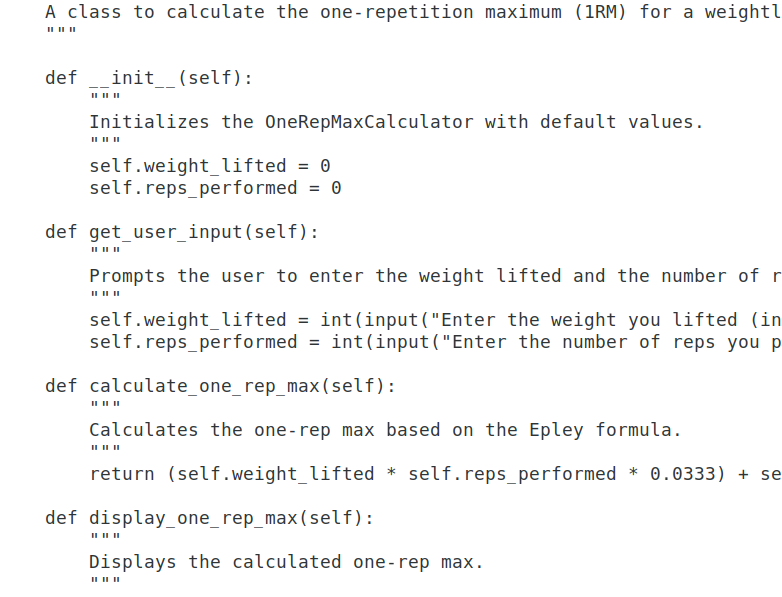 A class to calculate the one-repetition maximum (1RM) for a weightl
"""
def __init__(self):
"""
Initializes the OneRepMaxCalculator with default values.
"""
self.weight_lifted = 0
self.reps_performed = 0
def get_user_input(self):
"""
Prompts the user to enter the weight lifted and the number of r
"""
self.weight_lifted = int(input("Enter the weight you lifted (in
self.reps_performed = int(input("Enter the number of reps you p
def calculate_one_rep_max(self):
"""
Calculates the one-rep max based on the Epley formula.
"""
return (self.weight_lifted * self.reps_performed * 0.0333) + se
def display_one_rep_max(self):
"""
Displays the calculated one-rep max.
"""